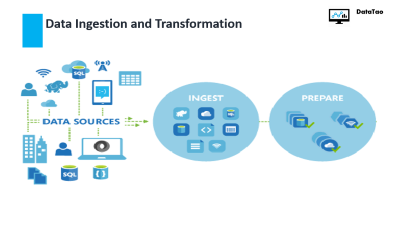 Data Ingestion and Transformation
DataTao
SQL
DATA SOURCES
INGEST
PREPARE
SQL